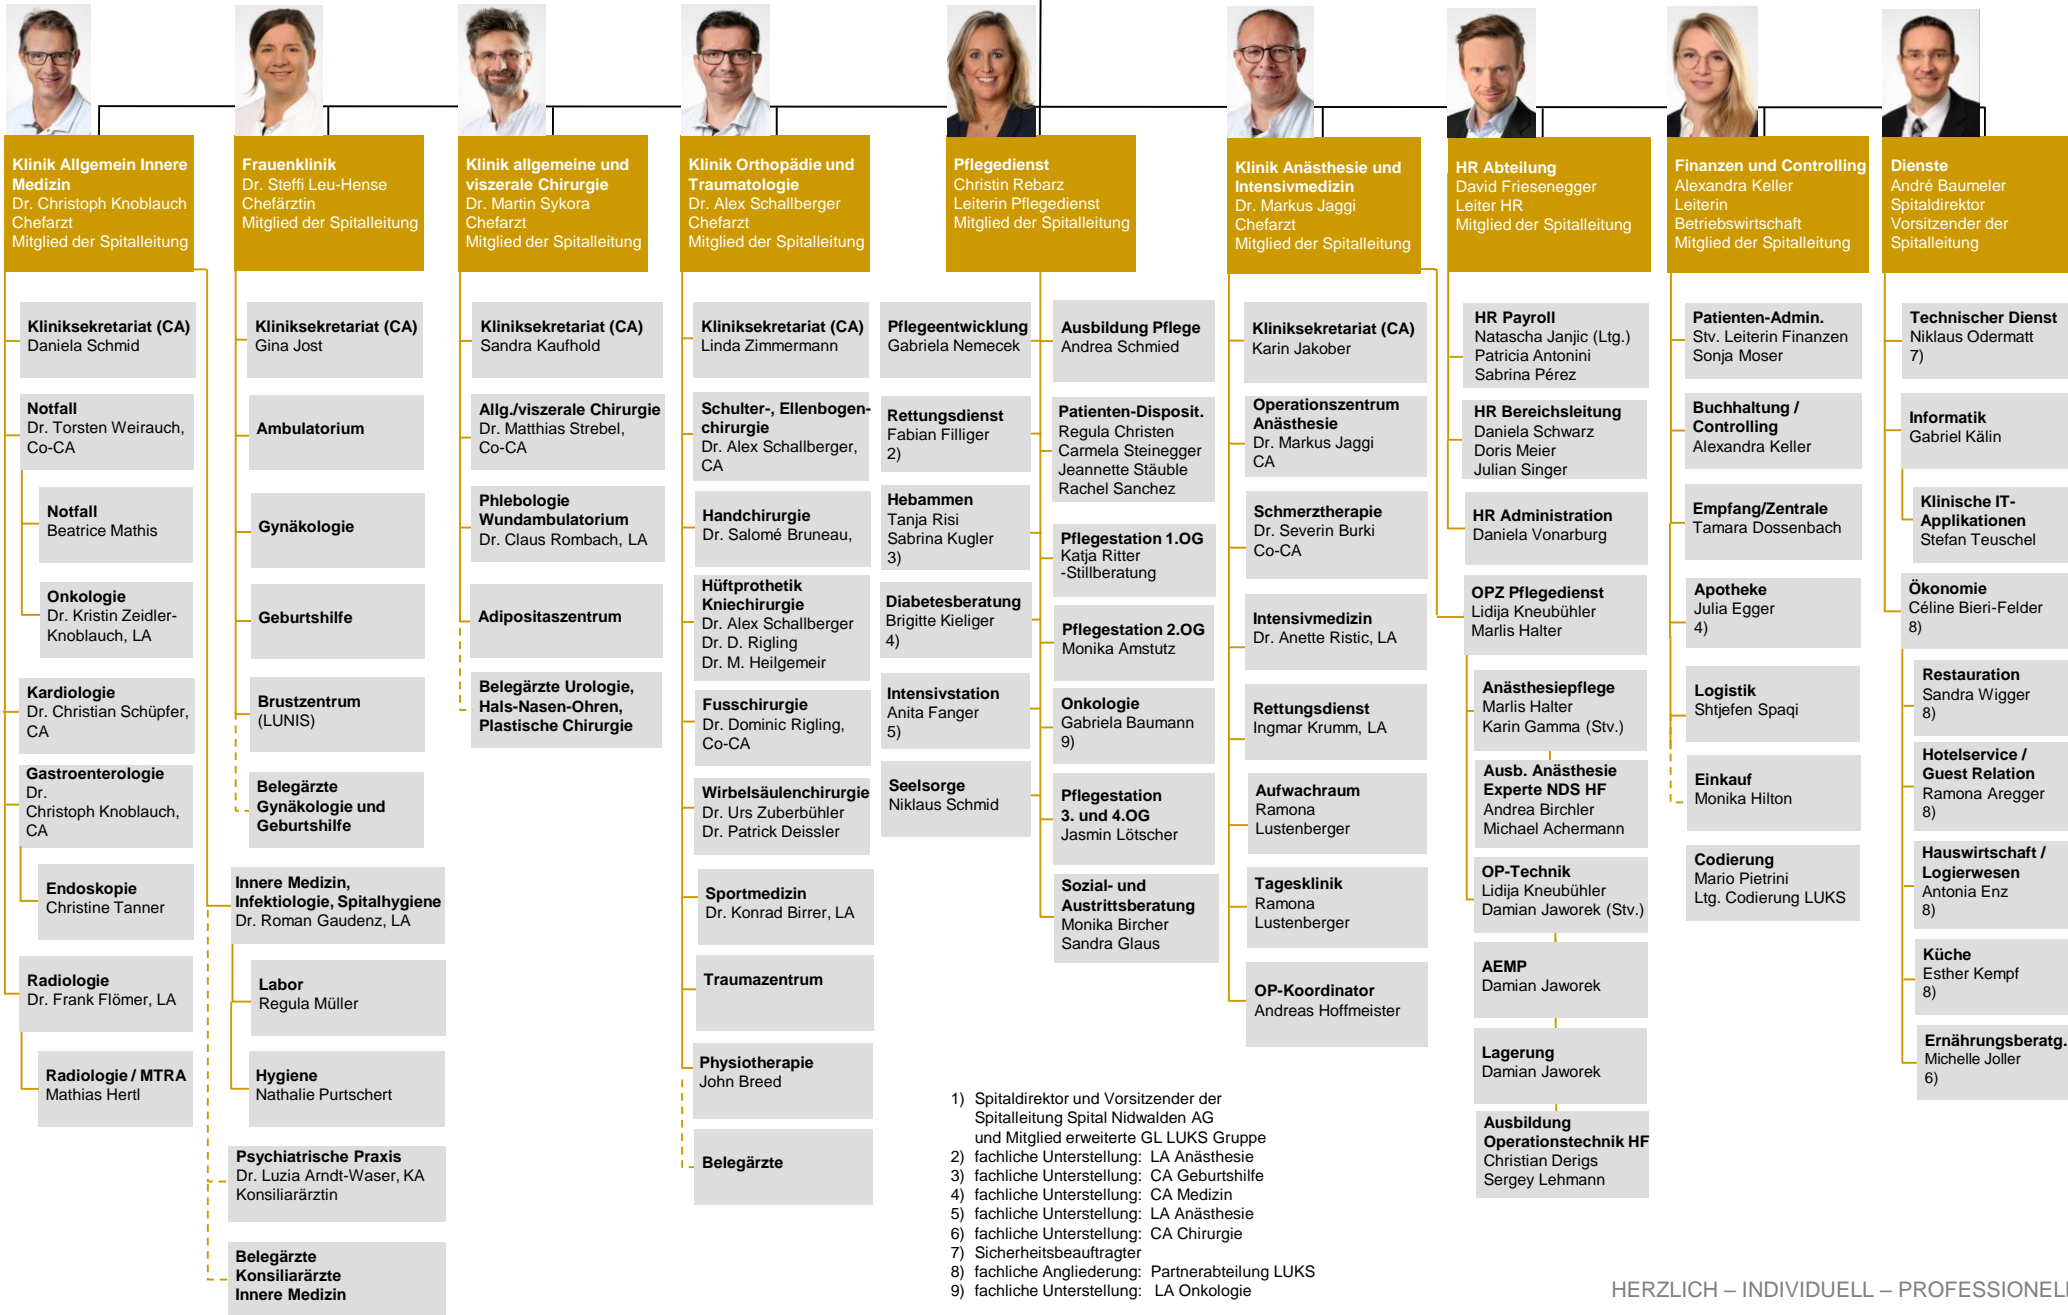 Klinik Allgemein Innere
Medizin
Dr. Christoph Knoblauch
Chefarzt
Mitglied der Spitalleitung
Frauenklinik
Dr. Steffi Leu-Hense
Chefärztin
Mitglied der Spitalleitung
Klinik allgemeine und
viszerale Chirurgie
Dr. Martin Sykora
Chefarzt
Mitglied der Spitalleitung
Klinik Orthopädie und
Traumatologie
Dr. Alex Schallberger
Chefarzt
Mitglied der Spitalleitung
Pflegedienst
Christin Rebarz
Leiterin Pflegedienst
Mitglied der Spitalleitung
Klinik Anästhesie und
Intensivmedizin
Dr. Markus Jaggi
Chefarzt
Mitglied der Spitalleitung
HR Abteilung
David Friesenegger
Leiter HR
Mitglied der Spitalleitung
Finanzen und Controlling
Alexandra Keller
Leiterin
Betriebswirtschaft
Mitglied der Spitalleitung
Dienste
André Baumeler
Spitaldirektor
Vorsitzender der
Spitalleitung
Kliniksekretariat (CA)
Daniela Schmid
Notfall
Dr. Torsten Weirauch,
Co-CA
Notfall
Beatrice Mathis
Onkologie
Dr. Kristin Zeidler-
Knoblauch, LA
Kardiologie
Dr. Christian Schüpfer,
CA
Gastroenterologie
Dr.
Christoph Knoblauch,
CA
Endoskopie
Christine Tanner
Radiologie
Dr. Frank Flömer, LA
Radiologie / MTRA
Mathias Hertl
Kliniksekretariat (CA)
Gina Jost
Ambulatorium
Gynäkologie
Geburtshilfe
Brustzentrum
(LUNIS)
Belegärzte
Gynäkologie und
Geburtshilfe
Innere Medizin,
Infektiologie, Spitalhygiene
Dr. Roman Gaudenz, LA
Labor
Regula Müller
Hygiene
Nathalie Purtschert
Psychiatrische Praxis
Dr. Luzia Arndt-Waser, KA
Konsiliarärztin
Belegärzte
Konsiliarärzte
Innere Medizin
Kliniksekretariat (CA)
Sandra Kaufhold
Allg./viszerale Chirurgie
Dr. Matthias Strebel,
Co-CA
Phlebologie
Wundambulatorium
Dr. Claus Rombach, LA
Adipositaszentrum
Belegärzte Urologie,
Hals-Nasen-Ohren,
Plastische Chirurgie
Kliniksekretariat (CA)
Linda Zimmermann
Schulter-, Ellenbogen-
chirurgie
Dr. Alex Schallberger,
CA
Handchirurgie
Dr. Salomé Bruneau,
Hüftprothetik
Kniechirurgie
Dr. Alex Schallberger
Dr. D. Rigling
Dr. M. Heilgemeir
Fusschirurgie
Dr. Dominic Rigling,
Co-CA
Wirbelsäulenchirurgie
Dr. Urs Zuberbühler
Dr. Patrick Deissler
Sportmedizin
Dr. Konrad Birrer, LA
Traumazentrum
Physiotherapie
John Breed
Belegärzte
Pflegeentwicklung
Gabriela Nemecek
Rettungsdienst
Fabian Filliger
2)
Hebammen
Tanja Risi
Sabrina Kugler
3)
Diabetesberatung
Brigitte Kieliger
4)
Intensivstation
Anita Fanger
5)
Seelsorge
Niklaus Schmid
Ausbildung Pflege
Andrea Schmied
Patienten-Disposit.
Regula Christen
Carmela Steinegger
Jeannette Stäuble
Rachel Sanchez
Pflegestation 1.OG
Katja Ritter
-Stillberatung
Pflegestation 2.OG
Monika Amstutz
Onkologie
Gabriela Baumann
9)
Pflegestation
3. und 4.OG
Jasmin Lötscher
Sozial- und
Austrittsberatung
Monika Bircher
Sandra Glaus
Kliniksekretariat (CA)
Karin Jakober
Operationszentrum
Anästhesie
Dr. Markus Jaggi
CA
Schmerztherapie
Dr. Severin Burki
Co-CA
Intensivmedizin
Dr. Anette Ristic, LA
Rettungsdienst
Ingmar Krumm, LA
Aufwachraum
Ramona
Lustenberger
Tagesklinik
Ramona
Lustenberger
OP-Koordinator
Andreas Hoffmeister
HR Payroll
Natascha Janjic (Ltg.)
Patricia Antonini
Sabrina Pérez
HR Bereichsleitung
Daniela Schwarz
Doris Meier
Julian Singer
HR Administration
Daniela Vonarburg
OPZ Pflegedienst
Lidija Kneubühler
Marlis Halter
Anästhesiepflege
Marlis Halter
Karin Gamma (Stv.)
Ausb. Anästhesie
Experte NDS HF
Andrea Birchler
Michael Achermann
OP-Technik
Lidija Kneubühler
Damian Jaworek (Stv.)
AEMP
Damian Jaworek
Lagerung
Damian Jaworek
Ausbildung
Operationstechnik HF
Christian Derigs
Sergey Lehmann
Patienten-Admin.
Stv. Leiterin Finanzen
Sonja Moser
Buchhaltung /
Controlling
Alexandra Keller
Empfang/Zentrale
Tamara Dossenbach
Apotheke
Julia Egger
4)
Logistik
Shtjefen Spaqi
Einkauf
Monika Hilton
Codierung
Mario Pietrini
Ltg. Codierung LUKS
Technischer Dienst
Niklaus Odermatt
7)
Informatik
Gabriel Kälin
Klinische IT-
Applikationen
Stefan Teuschel
Ökonomie
Céline Bieri-Felder
8)
Restauration
Sandra Wigger
8)
Hotelservice /
Guest Relation
Ramona Aregger
8)
Hauswirtschaft /
Logierwesen
Antonia Enz
8)
Küche
Esther Kempf
8)
Ernährungsberatg.
Michelle Joller
6)
1) Spitaldirektor und Vorsitzender der
Spitalleitung Spital Nidwalden AG
und Mitglied erweiterte GL LUKS Gruppe
2) fachliche Unterstellung: LA Anästhesie
3) fachliche Unterstellung: CA Geburtshilfe
4) fachliche Unterstellung: CA Medizin
5) fachliche Unterstellung: LA Anästhesie
6) fachliche Unterstellung: CA Chirurgie
7) Sicherheitsbeauftragter
8) fachliche Angliederung: Partnerabteilung LUKS
9) fachliche Unterstellung: LA Onkologie
HERZLICH – INDIVIDUELL – PROFESSIONELL